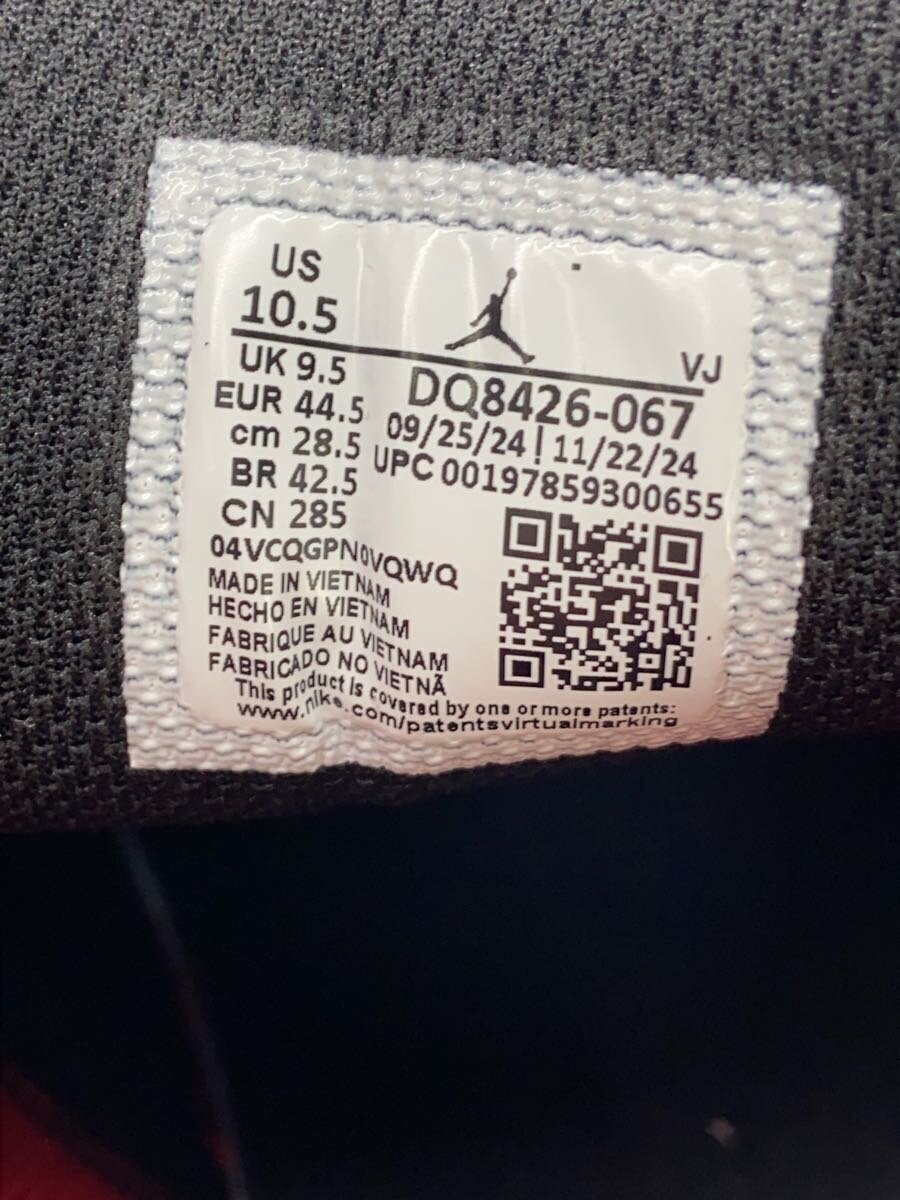 US
10.5
VJ
UK 9.5
EUR 44.5
cm 28.5
BR 42.5
CN 285
DQ8426-067
09/25/24 | 11/22/24
UPC 00197859300655
04VCQGPN0VQWQ
MADE IN VIETNAM
HECHO EN VIETNAM
FABRIQUE AU VIETNAM
FABRICADO NO VIETNÃ
This product is covered by one or more patents:
www.nike.com/patentsvirtualmarking